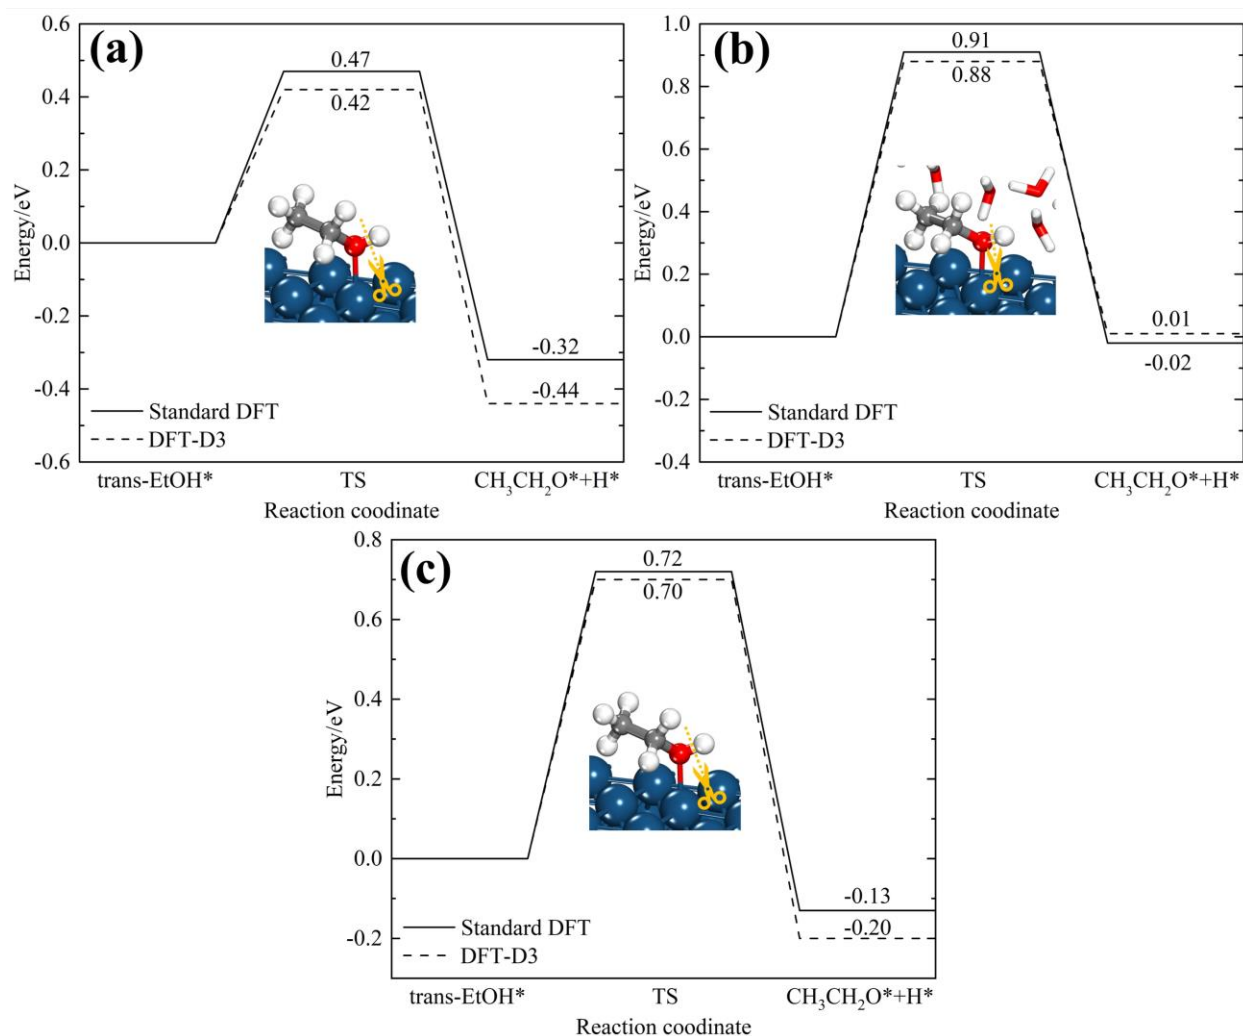 (a)
0.6
0.4
0.2
0.0
-0.2
-0.4
-0.6
Energy/eV
0.47
0.42
-0.32
-0.44
Standard DFT
DFT-D3
trans-EtOH* TS CH₃CH₂O*+H*
Reaction coodinate
(b)
1.0
0.8
0.6
0.4
0.2
0.0
-0.2
-0.4
Energy/eV
0.91
0.88
0.01
-0.02
Standard DFT
DFT-D3
trans-EtOH* TS CH₃CH₂O*+H*
Reaction coodinate
(c)
0.8
0.6
0.4
0.2
0.0
-0.2
Energy/eV
0.72
0.70
-0.13
-0.20
Standard DFT
DFT-D3
trans-EtOH* TS CH₃CH₂O*+H*
Reaction coodinate